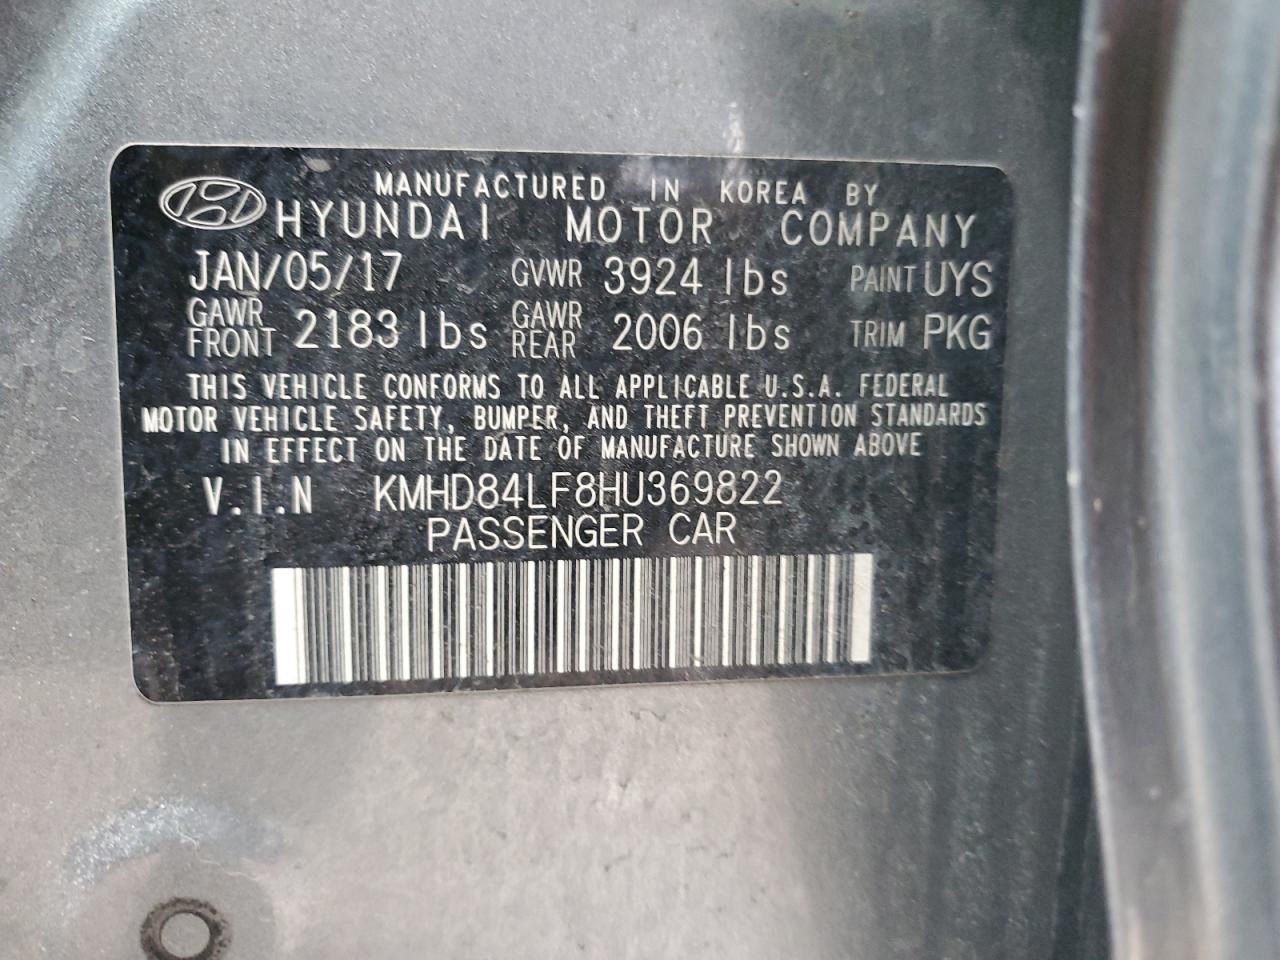 MANUFACTURED IN KOREA BY
HYUNDAI MOTOR COMPANY
JAN/05/17 GVWR 3924 lbs PAINT UYS
GAWR FRONT 2183 lbs GAWR REAR 2006 lbs TRIM PKG
THIS VEHICLE CONFORMS TO ALL APPLICABLE U.S.A. FEDERAL
MOTOR VEHICLE SAFETY, BUMPER, AND THEFT PREVENTION STANDARDS
IN EFFECT ON THE DATE OF MANUFACTURE SHOWN ABOVE
V.I.N KMHD84LF8HU369822
PASSENGER CAR